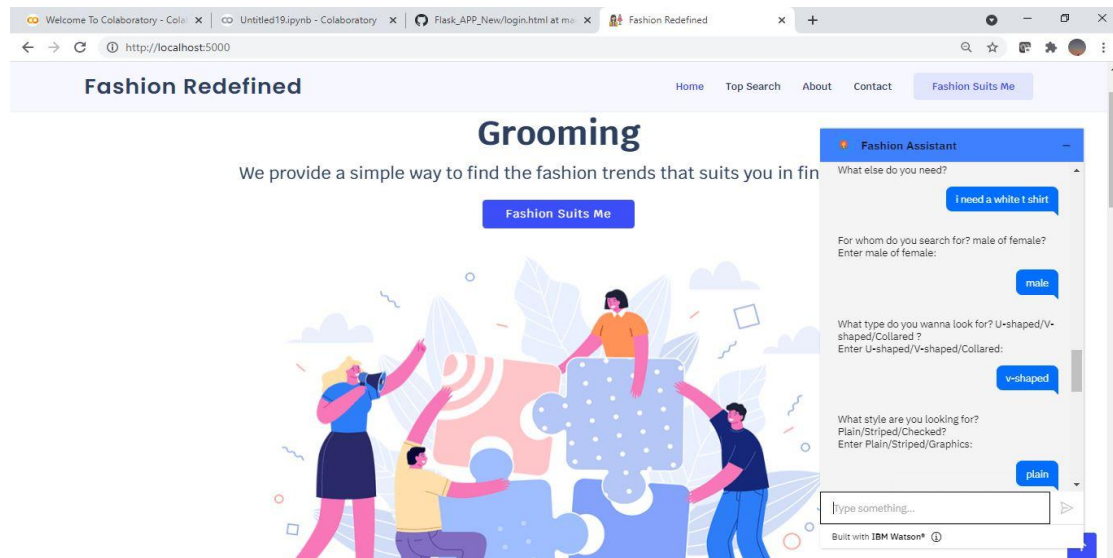 Welcome To Colaboratory - Cola
Untitled19.ipynb - Colaboratory
Flask_APP_New/login.html at ma
Fashion Redefined
http://localhost:5000
Fashion Redefined
Home Top Search About Contact Fashion Suits Me
Grooming
We provide a simple way to find the fashion trends that suits you in fin
Fashion Suits Me
Fashion Assistant
What else do you need?
i need a white t shirt
For whom do you search for? male of female?
Enter male of female:
male
What type do you wanna look for? U-shaped/V-
shaped/Collared ?
Enter U-shaped/V-shaped/Collared:
v-shaped
What style are you looking for?
Plain/Striped/Checked?
Enter Plain/Striped/Graphics:
plain
Type something...
Built with IBM Watson®